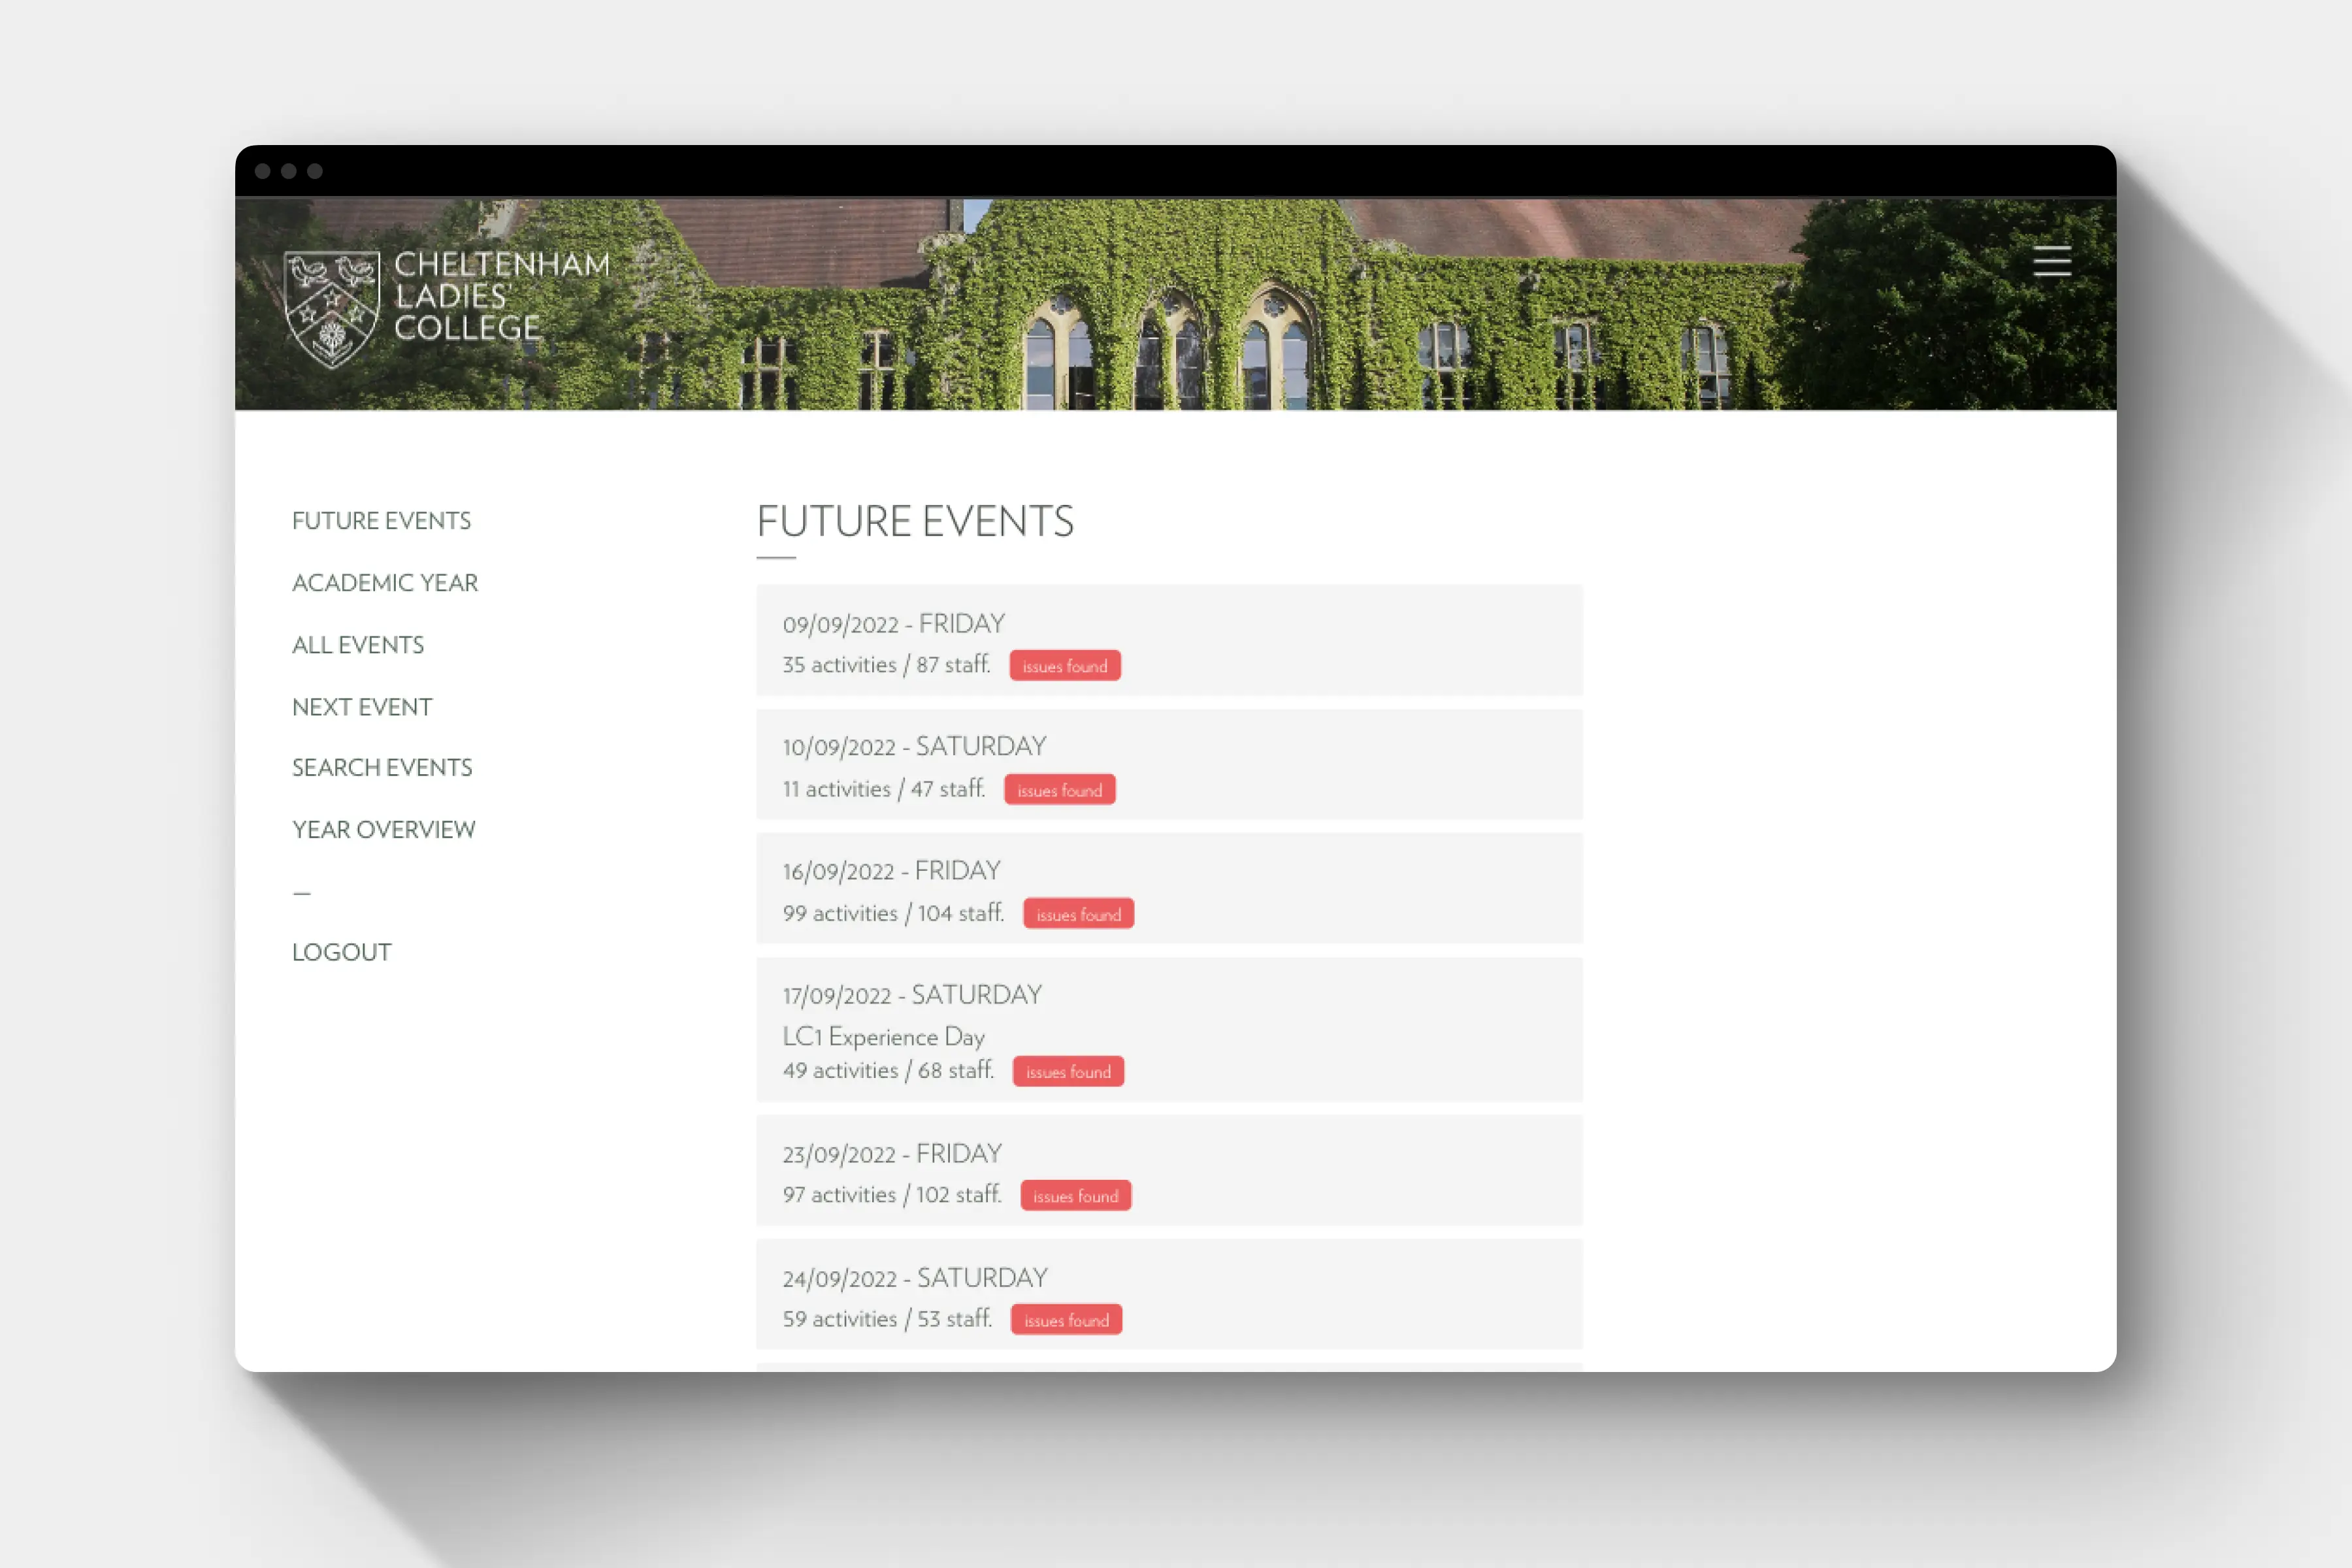 CHELTENHAM
LADIES'
COLLEGE
FUTURE EVENTS
ACADEMIC YEAR
ALL EVENTS
NEXT EVENT
SEARCH EVENTS
YEAR OVERVIEW
—
LOGOUT
FUTURE EVENTS
09/09/2022 - FRIDAY
35 activities / 87 staff. issues found
10/09/2022 - SATURDAY
11 activities / 47 staff. issues found
16/09/2022 - FRIDAY
99 activities / 104 staff. issues found
17/09/2022 - SATURDAY
LC1 Experience Day
49 activities / 68 staff. issues found
23/09/2022 - FRIDAY
97 activities / 102 staff. issues found
24/09/2022 - SATURDAY
59 activities / 53 staff. issues found